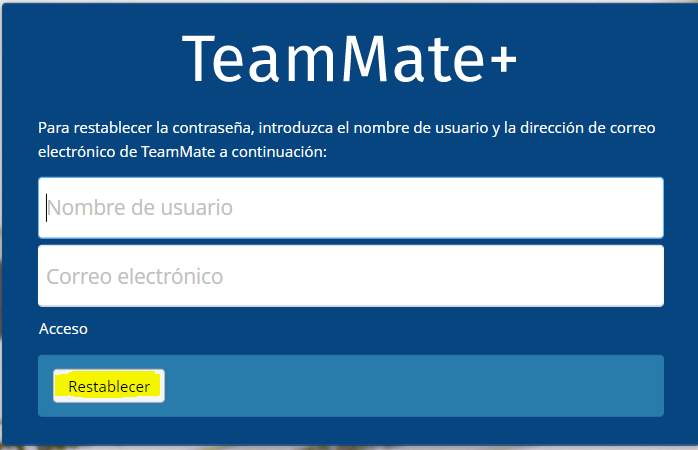 TeamMate+
Para restablecer la contraseña, introduzca el nombre de usuario y la dirección de correo
electrónico de TeamMate a continuación:
Nombre de usuario
Correo electrónico
Acceso
Restablecer